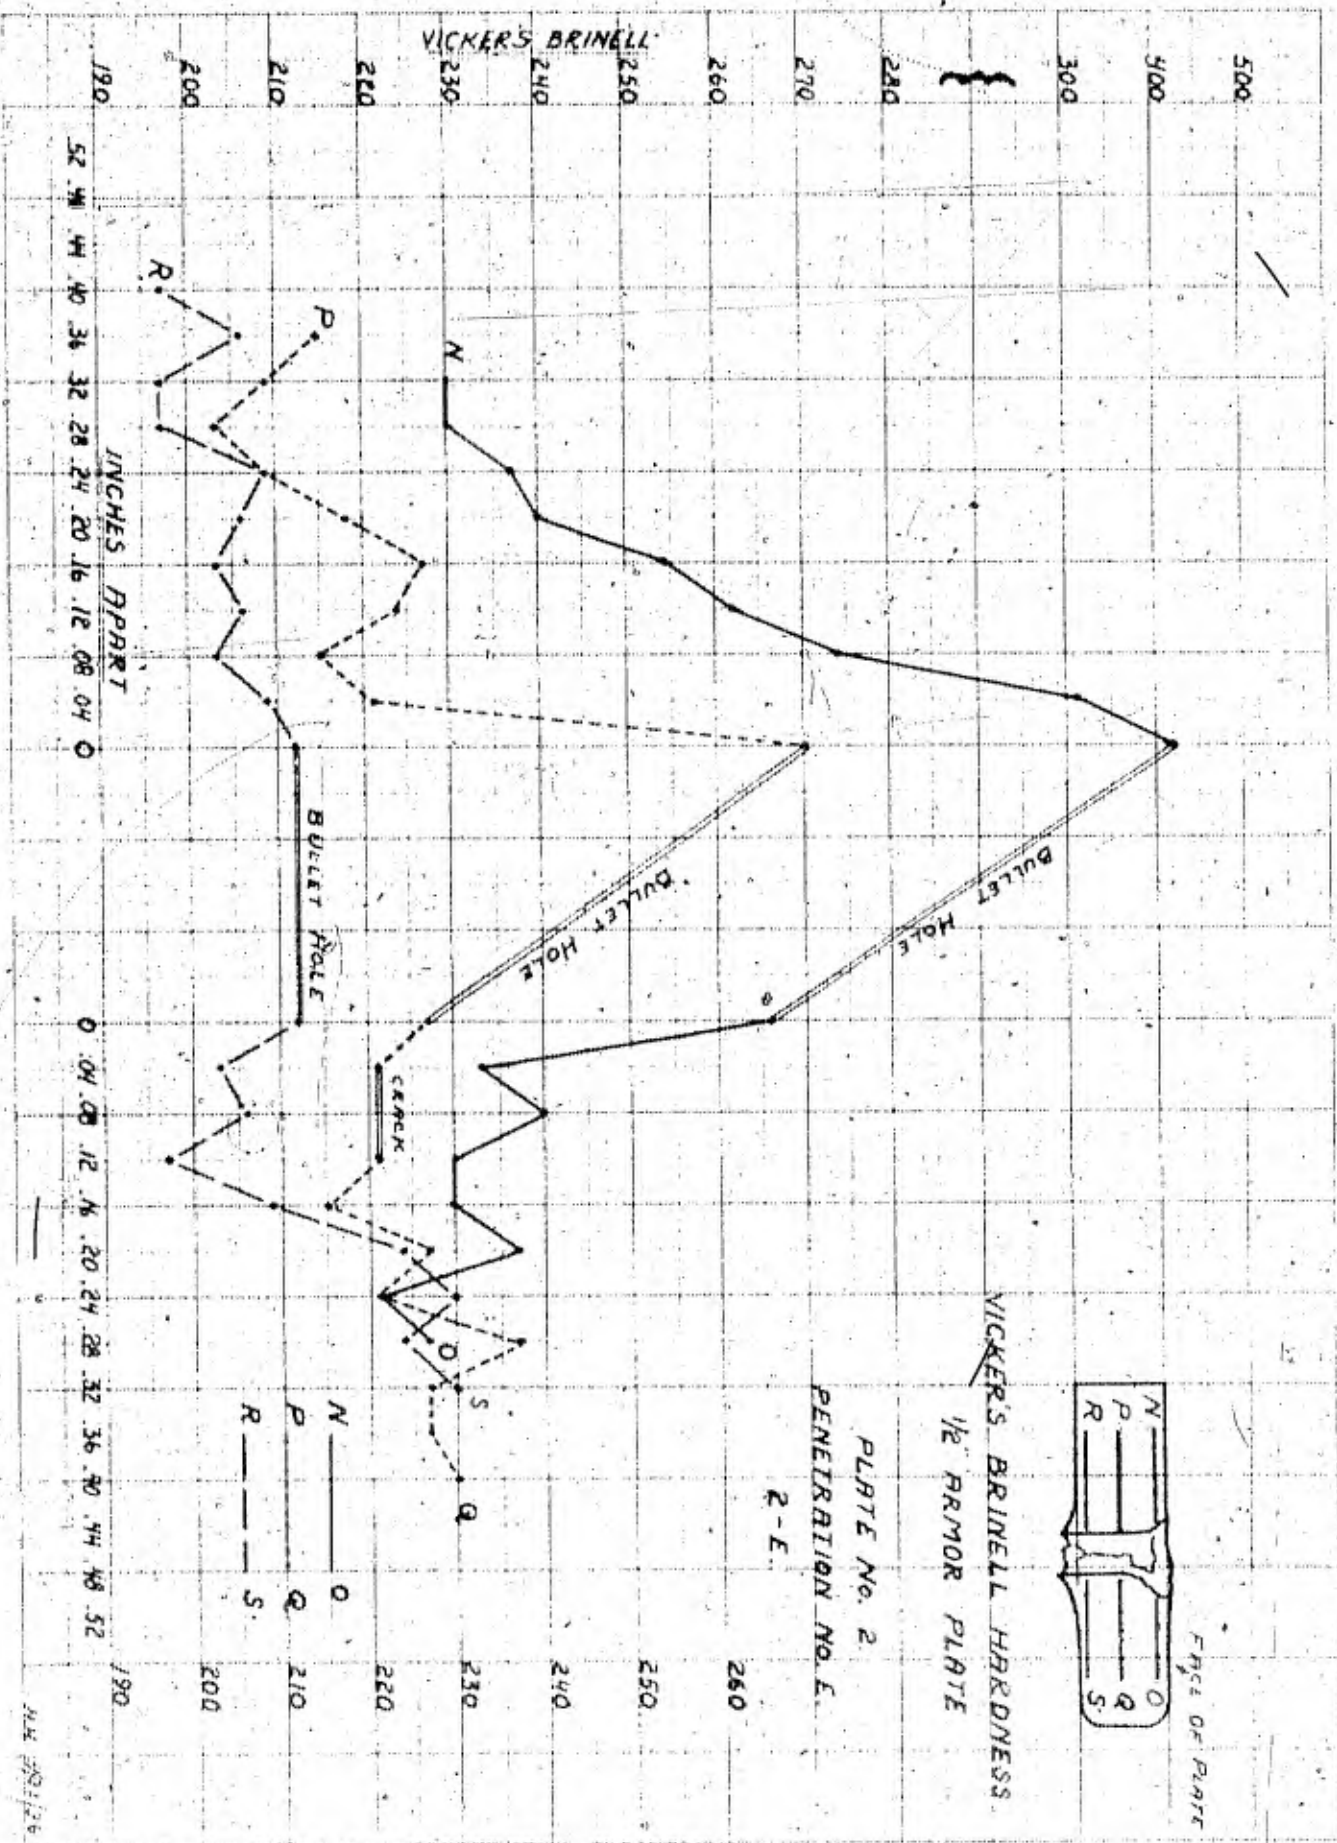 FACE OF PLATE
N O
P Q
R S.
VICKER'S BRINELL HARDNESS
1/2 ARMOR PLATE
PLATE NO. 2
PENETRATION NO. E.
2-E.
VICKERS BRINELL
500
400
300
280
270
260
250
240
230
220
210
200
190
BULLET HOLE
BULLET HOLE
BULLET HOLE
CRACK
N
P
R
O
S
Q
N O
P Q
R S.
260
250
240
230
220
210
200
190
.44 .40 .36 .32 .28 .24 .20 .16 .12 .08 .04 0 0 .04 .08 .12 .16 .20 .24 .28 .32 .36 .40 .44 .48 .52
INCHES APART